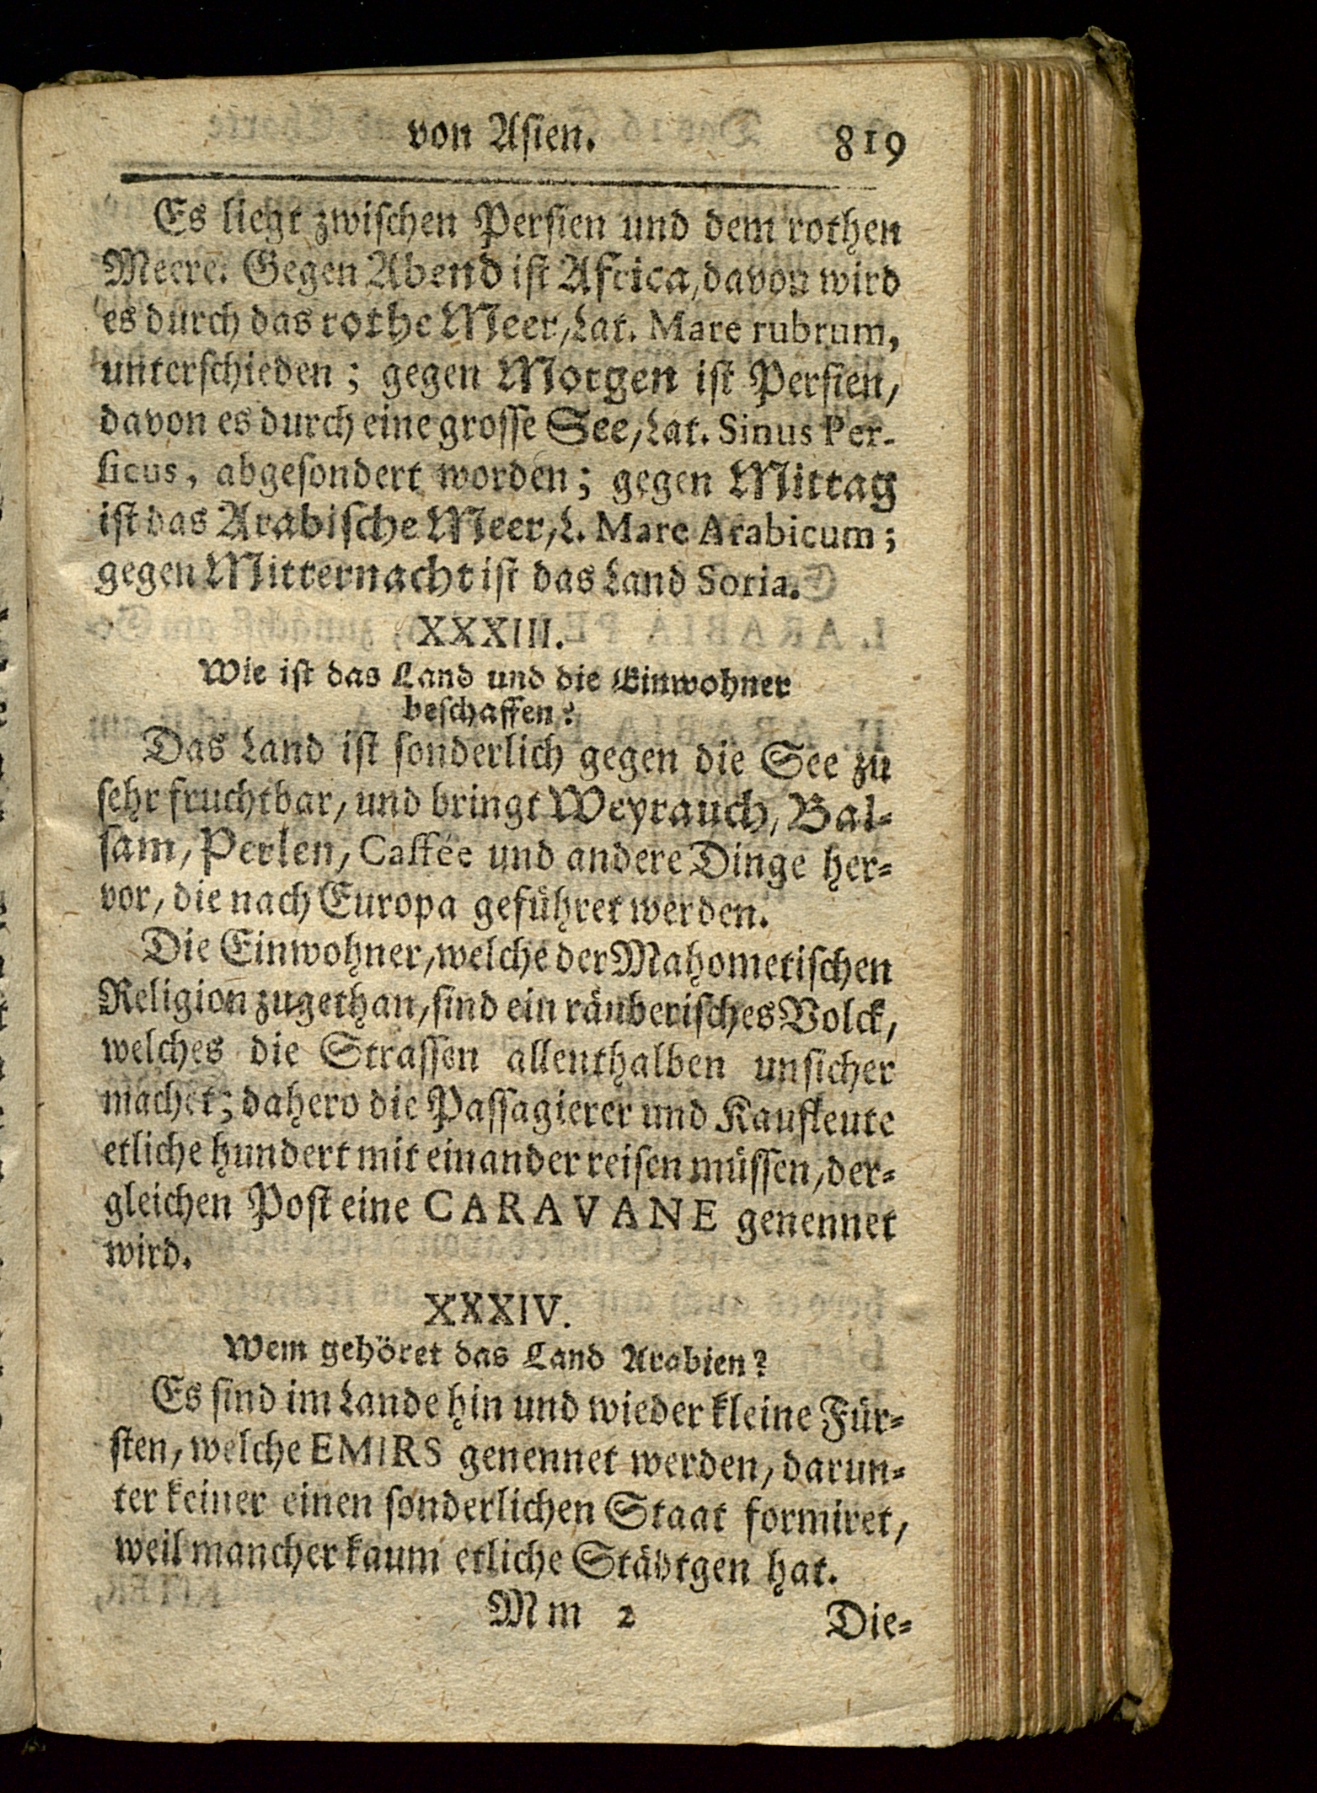 von Asien. 819
Es liegt zwischen Persien und dem rothen
Meere. Gegen Abend ist Africa, davon wird
es durch das rothe Meer/ Lat. Mare rubrum,
unterschieden; gegen Morgen ist Persien/
davon es durch eine grosse See/ Lat. Sinus Per-
sicus, abgesondert worden; gegen Mittag
ist das Arabische Meer/ L. Mare Arabicum;
gegen Mitternacht ist das Land Soria.
XXXIII.
Wie ist das Land und die Einwohner
beschaffen?
Das Land ist sonderlich gegen die See zu
sehr fruchtbar/ und bringt Weyrauch, Bal-
sam/ Perlen/ Caffée und andere Dinge her-
vor/ die nach Europa geführet werden.
Die Einwohner/ welche der Mahometischen
Religion zugethan/ sind ein räuberisches Volck,
welches die Strassen allenthalben unsicher
machet; dahero die Passagierer und Kaufleute
etliche hundert mit einander reisen müssen/ der-
gleichen Post eine CARAVANE genennet
wird.
XXXIV.
Wem gehöret das Land Arabien?
Es sind im Lande hin und wieder kleine Für-
sten/ welche EMIRS genennet werden/ darun-
ter keiner einen sonderlichen Staat formiret/
weil mancher kaum etliche Städtgen hat.
Mm 2 Die-